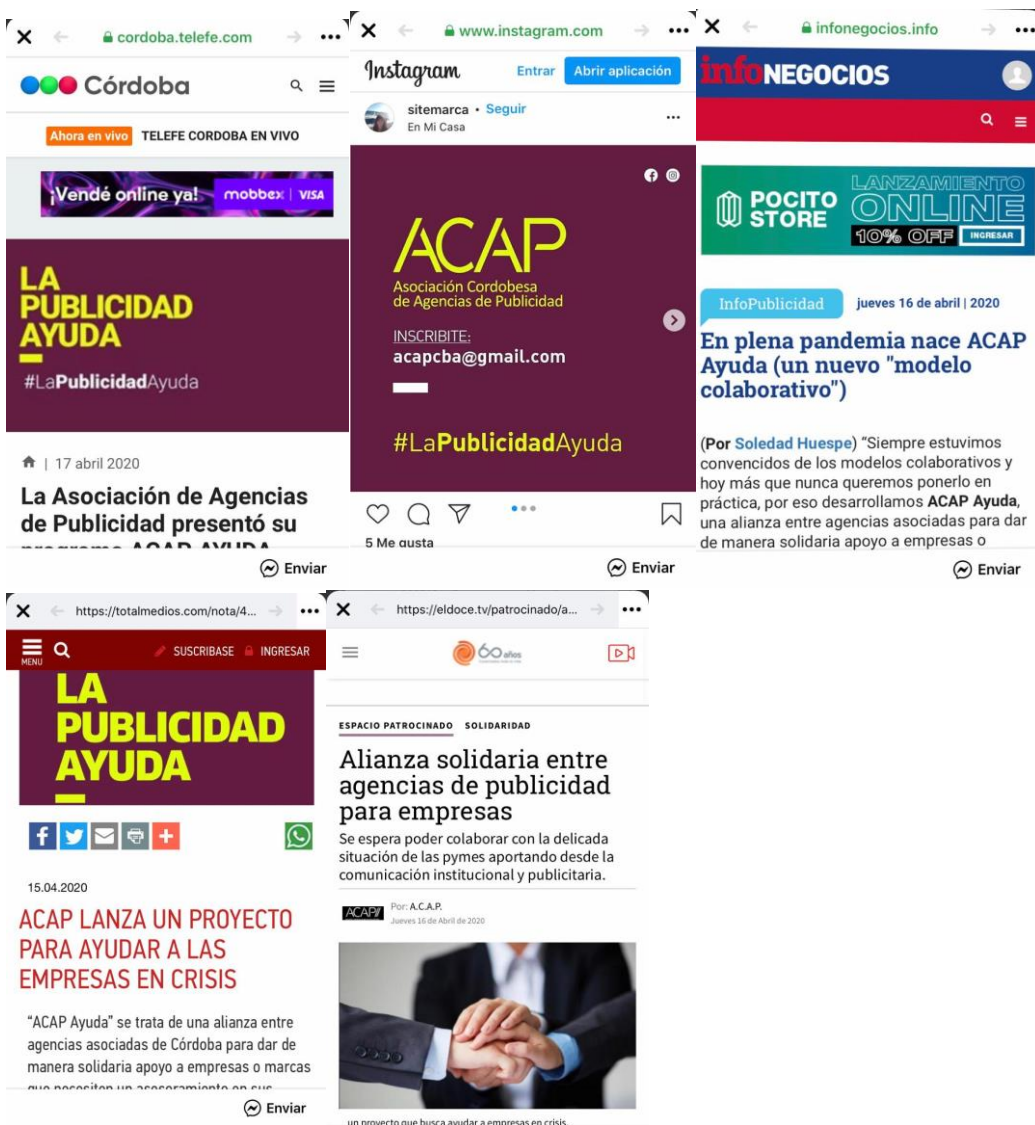 cordoba.telefe.com
Córdoba
Ahora en vivo TELEFE CORDOBA EN VIVO
¡Vendé online ya! mobbex VISA
LA
PUBLICIDAD
AYUDA
#LaPublicidadAyuda
17 abril 2020
La Asociación de Agencias
de Publicidad presentó su
programa ACAP AYUDA
Enviar
www.instagram.com
Instagram Entrar Abrir aplicación
sitemarca • Seguir
En Mi Casa
ACAP
Asociación Cordobesa
de Agencias de Publicidad
INSCRIBITE:
acapcba@gmail.com
#LaPublicidadAyuda
5 Me gusta
Enviar
infonegocios.info
infoNEGOCIOS
POCITO
STORE
LANZAMIENTO
ONLINE
10% OFF INGRESAR
InfoPublicidad jueves 16 de abril | 2020
En plena pandemia nace ACAP
Ayuda (un nuevo "modelo
colaborativo")
(Por Soledad Huespe) “Siempre estuvimos
convencidos de los modelos colaborativos y
hoy más que nunca queremos ponerlo en
práctica, por eso desarrollamos ACAP Ayuda,
una alianza entre agencias asociadas para dar
de manera solidaria apoyo a empresas o
Enviar
https://totalmedios.com/nota/4...
MENU SUSCRIBASE INGRESAR
LA
PUBLICIDAD
AYUDA
15.04.2020
ACAP LANZA UN PROYECTO
PARA AYUDAR A LAS
EMPRESAS EN CRISIS
“ACAP Ayuda” se trata de una alianza entre
agencias asociadas de Córdoba para dar de
manera solidaria apoyo a empresas o marcas
que necesiten un asesoramiento en sus
Enviar
https://eldoce.tv/patrocinado/a...
60 años
ESPACIO PATROCINADO SOLIDARIDAD
Alianza solidaria entre
agencias de publicidad
para empresas
Se espera poder colaborar con la delicada
situación de las pymes aportando desde la
comunicación institucional y publicitaria.
ACAP/ Por: A.C.A.P.
Jueves 16 de Abril de 2020
un proyecto que busca ayudar a empresas en crisis.